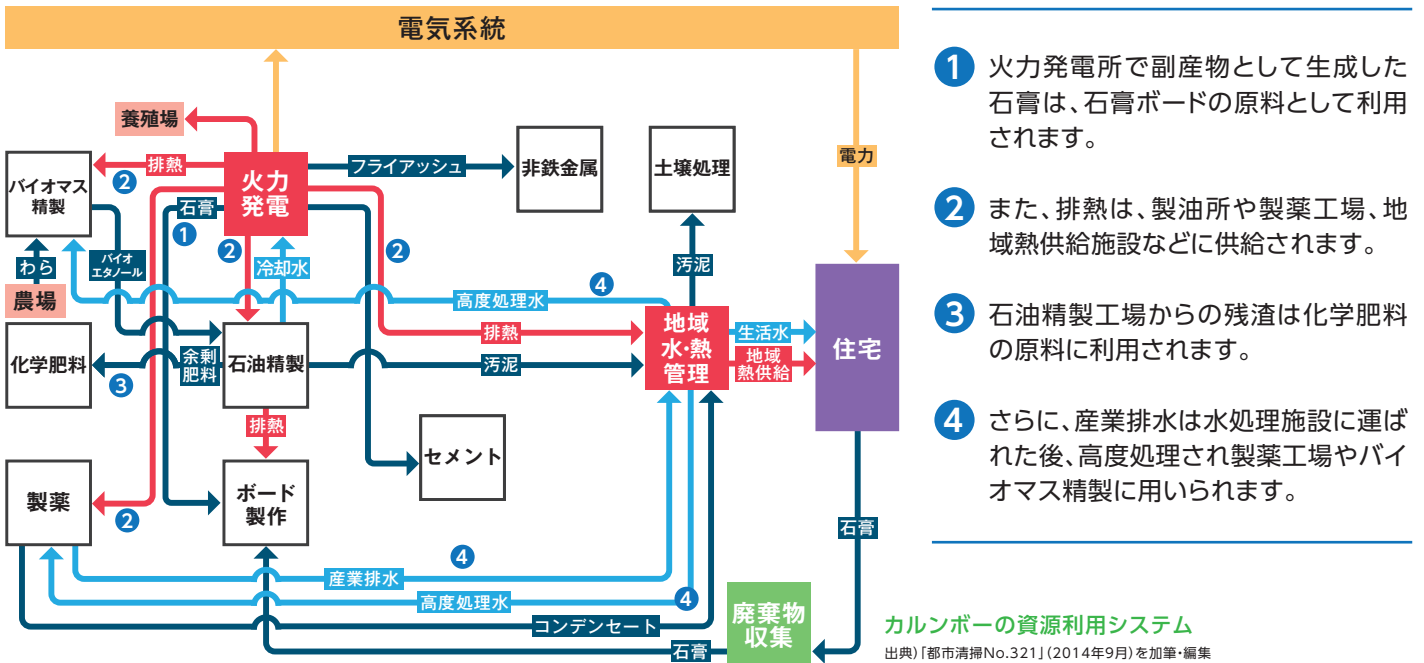 電気系統
養殖場
排熱
2
バイオマス
精製
火力
発電
フライアッシュ
非鉄金属
土壌処理
電力
石膏
1
2
冷却水
2
わら
農場
バイオ
エタノール
汚泥
高度処理水
4
排熱
地域
水・熱
管理
生活水
地域
熱供給
住宅
化学肥料
3
余剰
肥料
石油精製
汚泥
排熱
セメント
製薬
2
ボード
製作
石膏
産業排水
4
高度処理水
4
コンデンセート
石膏
廃棄物
収集
1 火力発電所で副産物として生成した
石膏は、石膏ボードの原料として利用
されます。
2 また、排熱は、製油所や製薬工場、地
域熱供給施設などに供給されます。
3 石油精製工場からの残渣は化学肥料
の原料に利用されます。
4 さらに、産業排水は水処理施設に運ば
れた後、高度処理され製薬工場やバイ
オマス精製に用いられます。
カルンボーの資源利用システム
出典)「都市清掃No.321」(2014年9月)を加筆・編集